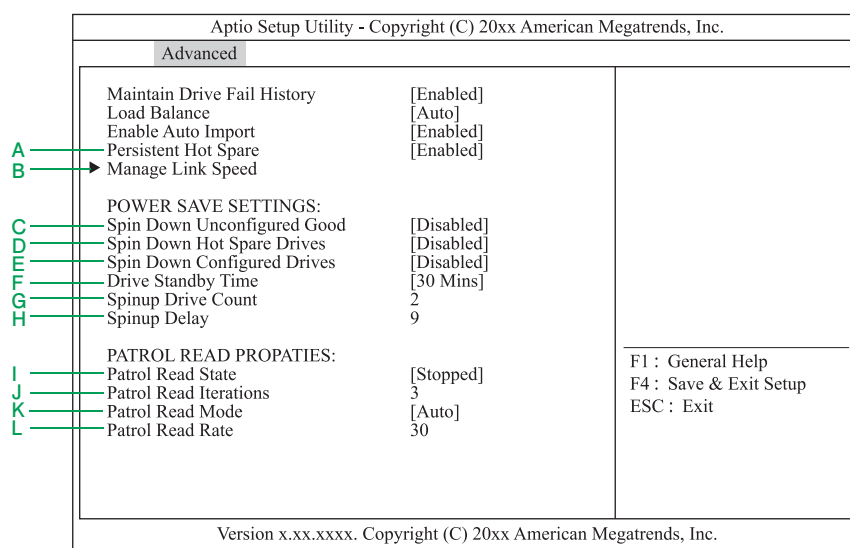 Aptio Setup Utility - Copyright (C) 20xx American Megatrends, Inc.
Advanced
Maintain Drive Fail History [Enabled]
Load Balance [Auto]
Enable Auto Import [Enabled]
A Persistent Hot Spare [Enabled]
B ▶ Manage Link Speed
POWER SAVE SETTINGS:
C Spin Down Unconfigured Good [Disabled]
D Spin Down Hot Spare Drives [Disabled]
E Spin Down Configured Drives [Disabled]
F Drive Standby Time [30 Mins]
G Spinup Drive Count 2
H Spinup Delay 9
PATROL READ PROPATIES:
I Patrol Read State [Stopped]
J Patrol Read Iterations 3
K Patrol Read Mode [Auto]
L Patrol Read Rate 30
F1 : General Help
F4 : Save & Exit Setup
ESC : Exit
Version x.xx.xxxx. Copyright (C) 20xx American Megatrends, Inc.